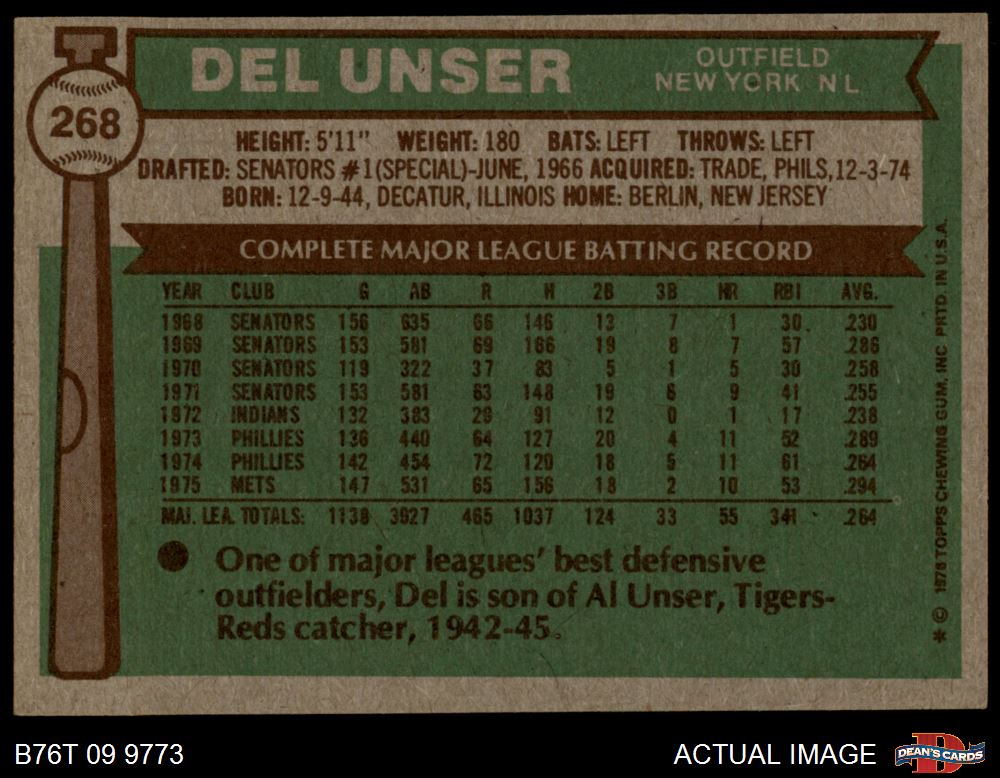 DEL UNSER
OUTFIELD
NEW YORK N L
268
HEIGHT: 5'11" WEIGHT: 180 BATS: LEFT THROWS: LEFT
DRAFTED: SENATORS #1(SPECIAL)-JUNE, 1966 ACQUIRED: TRADE, PHILS,12-3-74
BORN: 12-9-44, DECATUR, ILLINOIS HOME: BERLIN, NEW JERSEY
COMPLETE MAJOR LEAGUE BATTING RECORD
YEAR CLUB G AB R H 2B 3B HR RBI AVG.
1968 SENATORS 156 635 66 146 13 7 1 30 .230
1969 SENATORS 153 581 69 166 19 8 7 57 .286
1970 SENATORS 119 322 37 83 5 1 5 30 .258
1971 SENATORS 153 581 63 148 19 6 9 41 .255
1972 INDIANS 132 383 29 91 12 0 1 17 .238
1973 PHILLIES 136 440 64 127 20 4 11 52 .289
1974 PHILLIES 142 454 72 120 18 5 11 61 .264
1975 METS 147 531 65 156 18 2 10 53 .294
MAJ. LEA. TOTALS: 1138 3927 465 1037 124 33 55 341 .264
One of major leagues' best defensive
outfielders, Del is son of Al Unser, Tigers-
Reds catcher, 1942-45.
* © 1976 TOPPS CHEWING GUM, INC PRTD. IN U.S.A.
B76T 09 9773
ACTUAL IMAGE
DEAN'S CARDS